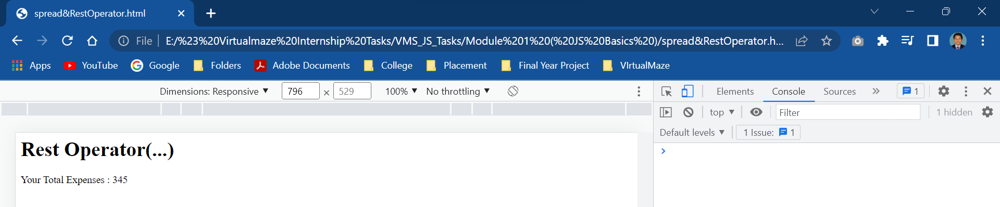 spread&RestOperator.html
File E:/%23%20Virtualmaze%20Internship%20Tasks/VMS_JS_Tasks/Module%201%20(%20JS%20Basics%20)/spread&RestOperator.h...
Apps YouTube Google Folders Adobe Documents College Placement Final Year Project VIrtualMaze
Dimensions: Responsive ▼ 796 × 529 100% ▼ No throttling ▼
Elements Console Sources » 1
top ▼ Filter 1 hidden
Default levels ▼ 1 Issue: 1
Rest Operator(...)
Your Total Expenses : 345